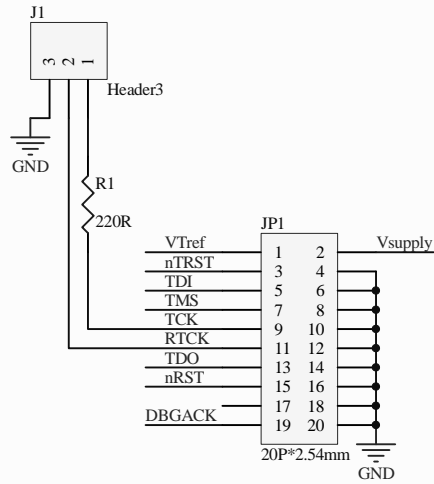 J1
3 2 1
Header3
GND
R1
220R
JP1
VTref 1 2 Vsupply
nTRST 3 4
TDI 5 6
TMS 7 8
TCK 9 10
RTCK 11 12
TDO 13 14
nRST 15 16
17 18
DBGACK 19 20
20P*2.54mm
GND